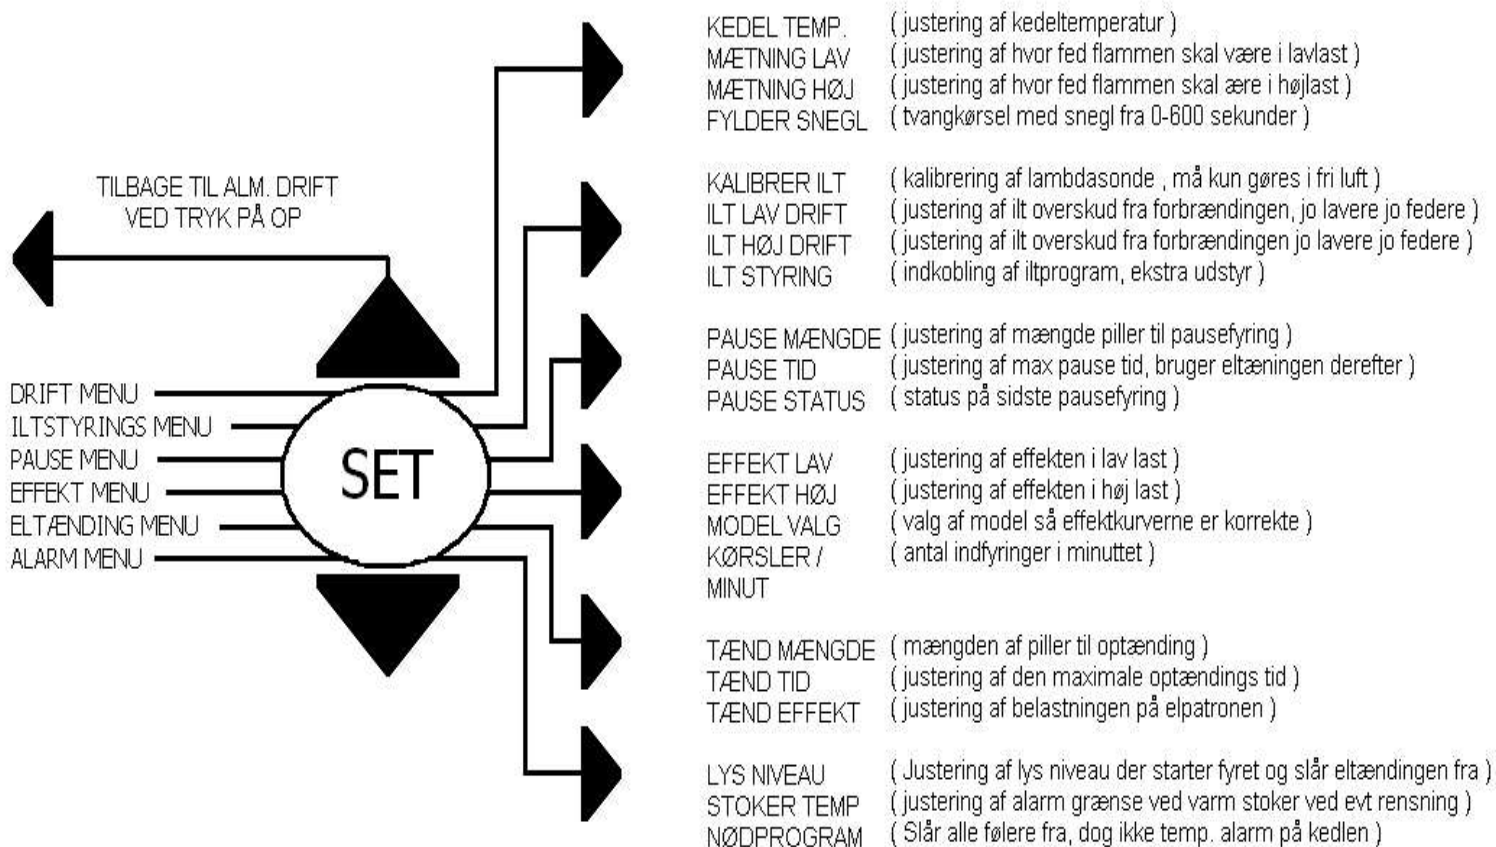 KEDEL TEMP. ( justering af kedeltemperatur )
MÆTNING LAV ( justering af hvor fed flammen skal være i lavlast )
MÆTNING HØJ ( justering af hvor fed flammen skal ære i højlast )
FYLDER SNEGL ( tvangkørsel med snegl fra 0-600 sekunder )
TILBAGE TIL ALM. DRIFT
VED TRYK PÅ OP
KALIBRER ILT ( kalibrering af lambdasonde , må kun gøres i fri luft )
ILT LAV DRIFT ( justering af ilt overskud fra forbrændingen, jo lavere jo federe )
ILT HØJ DRIFT ( justering af ilt overskud fra forbrændingen jo lavere jo federe )
ILT STYRING ( indkobling af iltprogram, ekstra udstyr )
PAUSE MÆNGDE ( justering af mængde piller til pausefyring )
PAUSE TID ( justering af max pause tid, bruger eltæningen derefter )
PAUSE STATUS ( status på sidste pausefyring )
DRIFT MENU
ILTSTYRINGS MENU
PAUSE MENU
EFFEKT MENU
ELTÆNDING MENU
ALARM MENU
SET
EFFEKT LAV ( justering af effekten i lav last )
EFFEKT HØJ ( justering af effekten i høj last )
MODEL VALG ( valg af model så effektkurverne er korrekte )
KØRSLER / ( antal indfyringer i minuttet )
MINUT
TÆND MÆNGDE ( mængden af piller til optænding )
TÆND TID ( justering af den maximale optændings tid )
TÆND EFFEKT ( justering af belastningen på elpatronen )
LYS NIVEAU ( Justering af lys niveau der starter fyret og slår eltændingen fra )
STOKER TEMP ( justering af alarm grænse ved varm stoker ved evt rensning )
NØDPROGRAM ( Slår alle følere fra, dog ikke temp. alarm på kedlen )